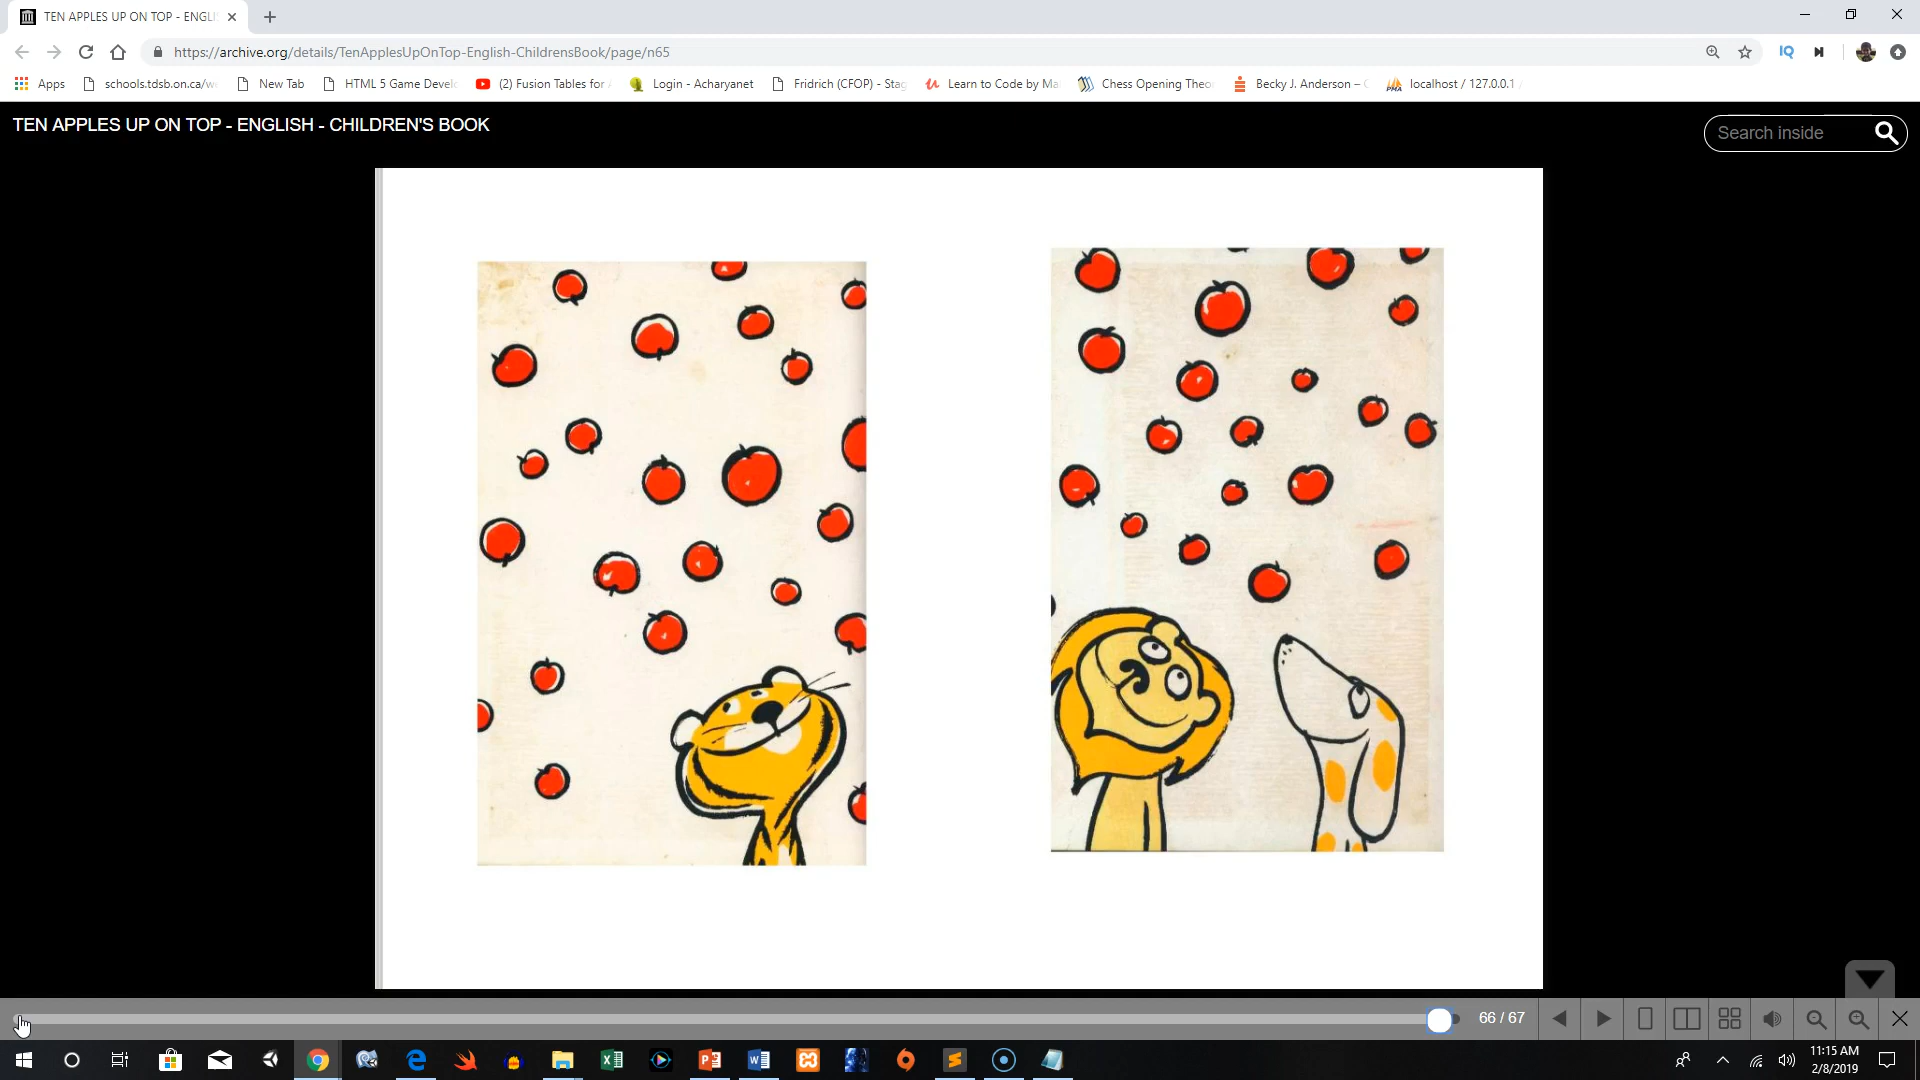 TEN APPLES UP ON TOP - ENGLI
https://archive.org/details/TenApplesUpOnTop-English-ChildrensBook/page/n65
IQ
Apps
schools.tdsb.on.ca/w
New Tab
HTML 5 Game Devel
(2) Fusion Tables for
Login - Acharyanet
Fridrich (CFOP) - Stag
Learn to Code by Ma
Chess Opening Theo
Becky J. Anderson –
localhost / 127.0.0.1
TEN APPLES UP ON TOP - ENGLISH - CHILDREN'S BOOK
Search inside
66 / 67
11:15 AM
2/8/2019